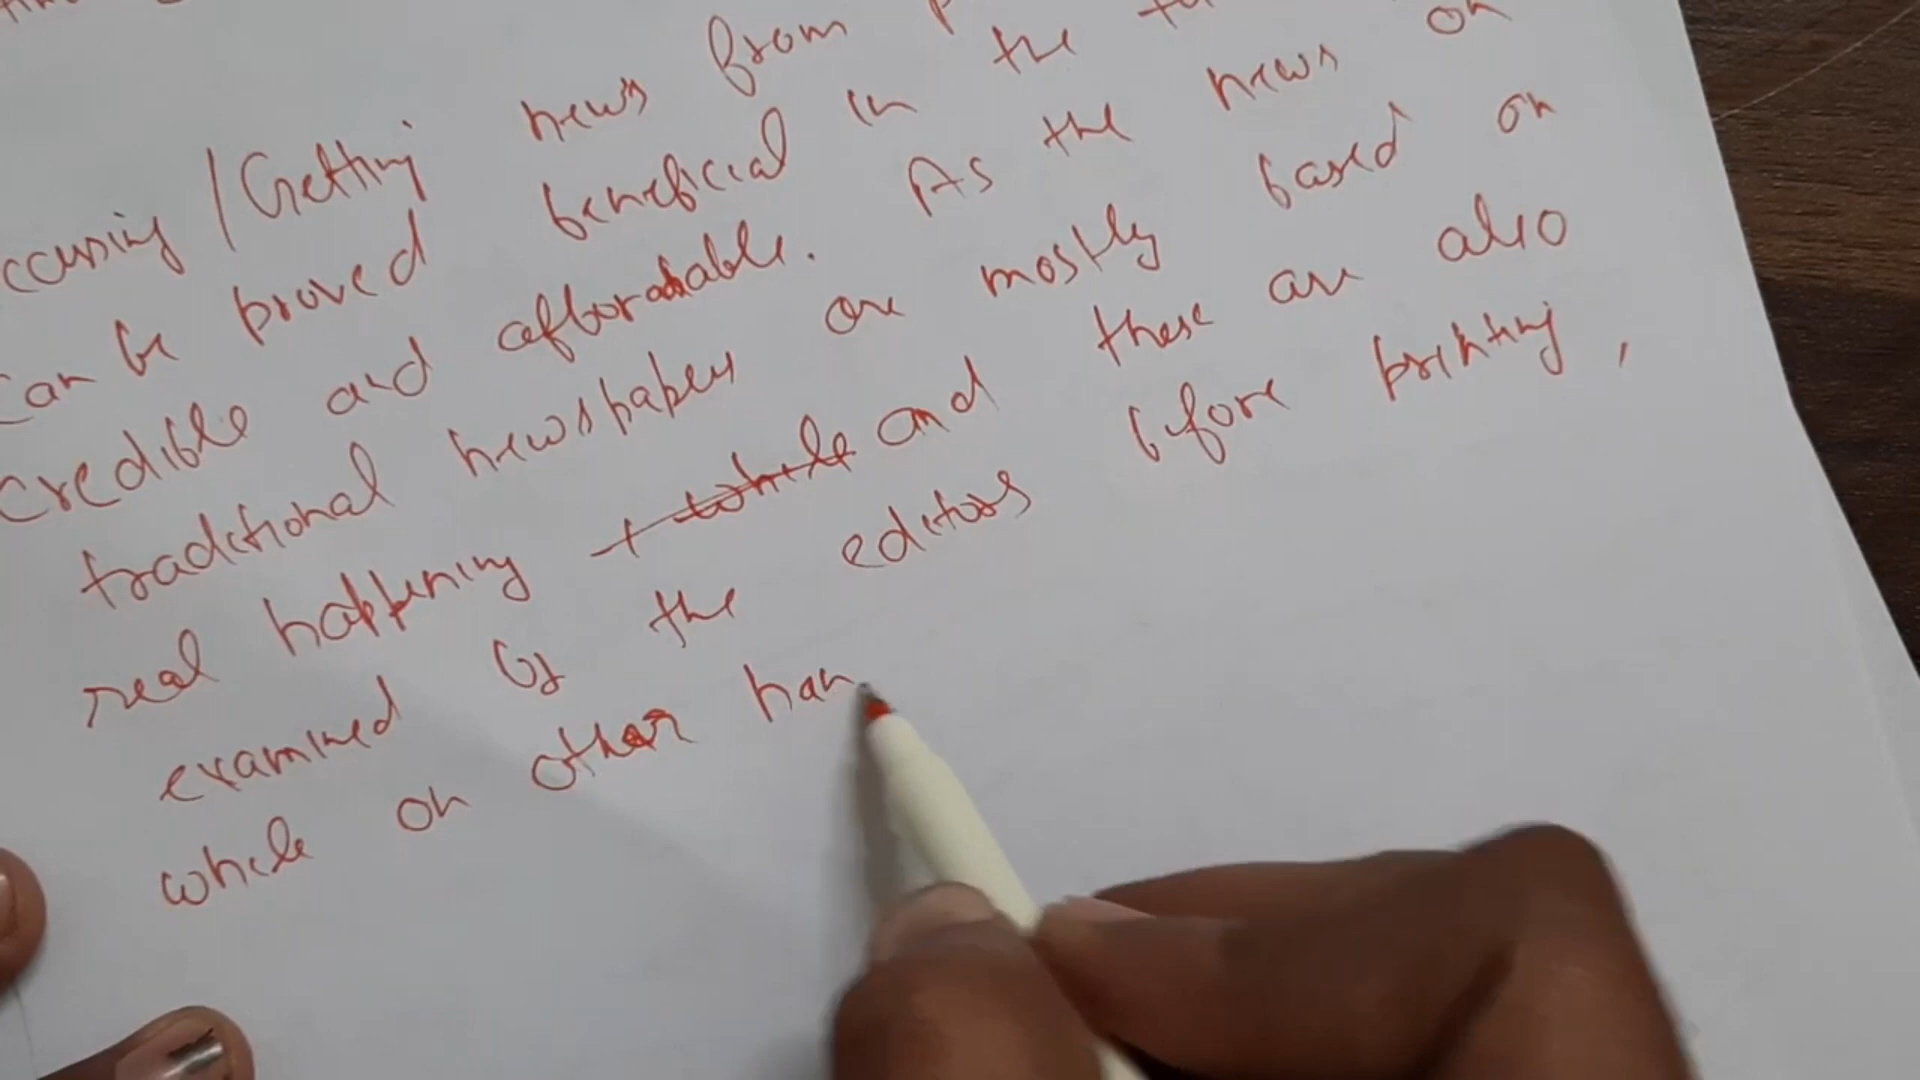 /Getting news from
can be proved beneficial in the
credible and affordable. As the news on
traditional newspapers are mostly based on
real happening + while and these are also
examined by the editors before printing,
while on other han